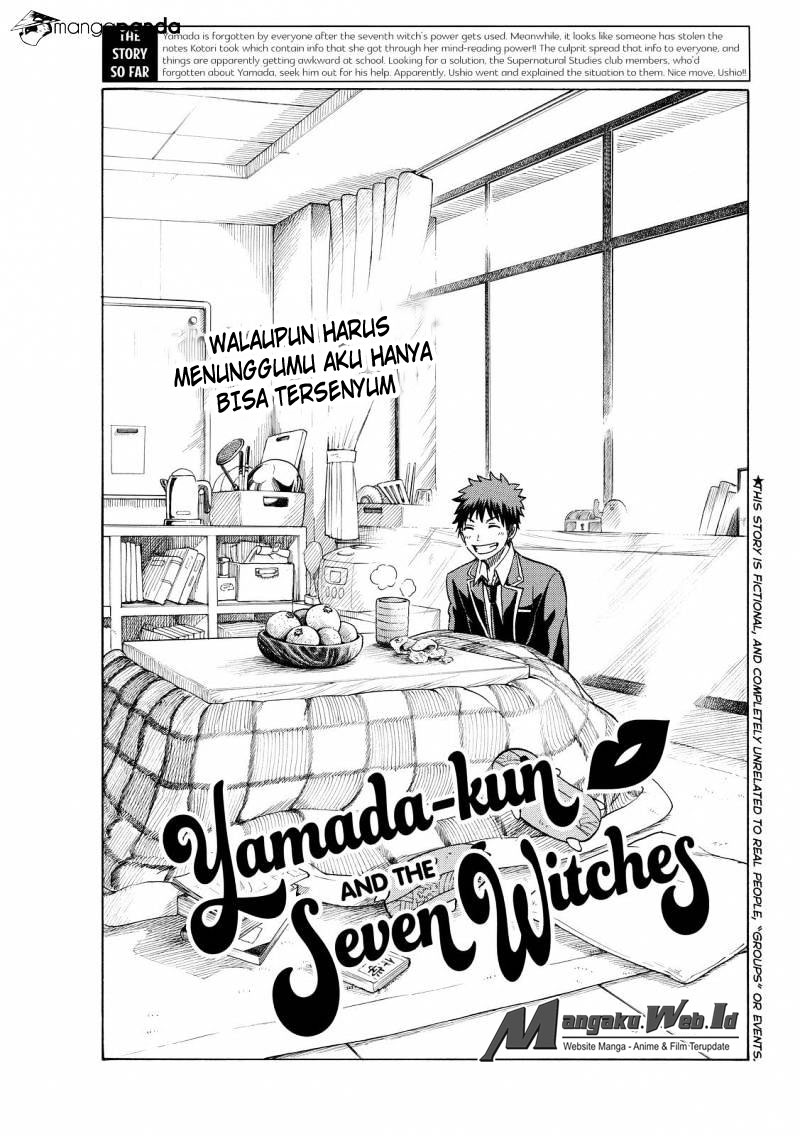 mangapanda
THE
STORY
SO FAR
Yamada is forgotten by everyone after the seventh witch's power gets used. Meanwhile, it looks like someone has stolen the
notes Kotori took which contain info that she got through her mind-reading power!! The culprit spread that info to everyone, and
things are apparently getting awkward at school. Looking for a solution, the Supernatural Studies club members, who'd
forgotten about Yamada, seek him out for his help. Apparently, Ushio went and explained the situation to them. Nice move, Ushio!!
WALAUPUN HARUS
MENUNGGUMU AKU HANYA
BISA TERSENYUM
★THIS STORY IS FICTIONAL, AND COMPLETELY UNRELATED TO REAL PEOPLE, "GROUPS" OR EVENTS.
Yamada-kun
AND THE
Seven Witches
Mangaku.Web.Id
Website Manga - Anime & Film Terupdate